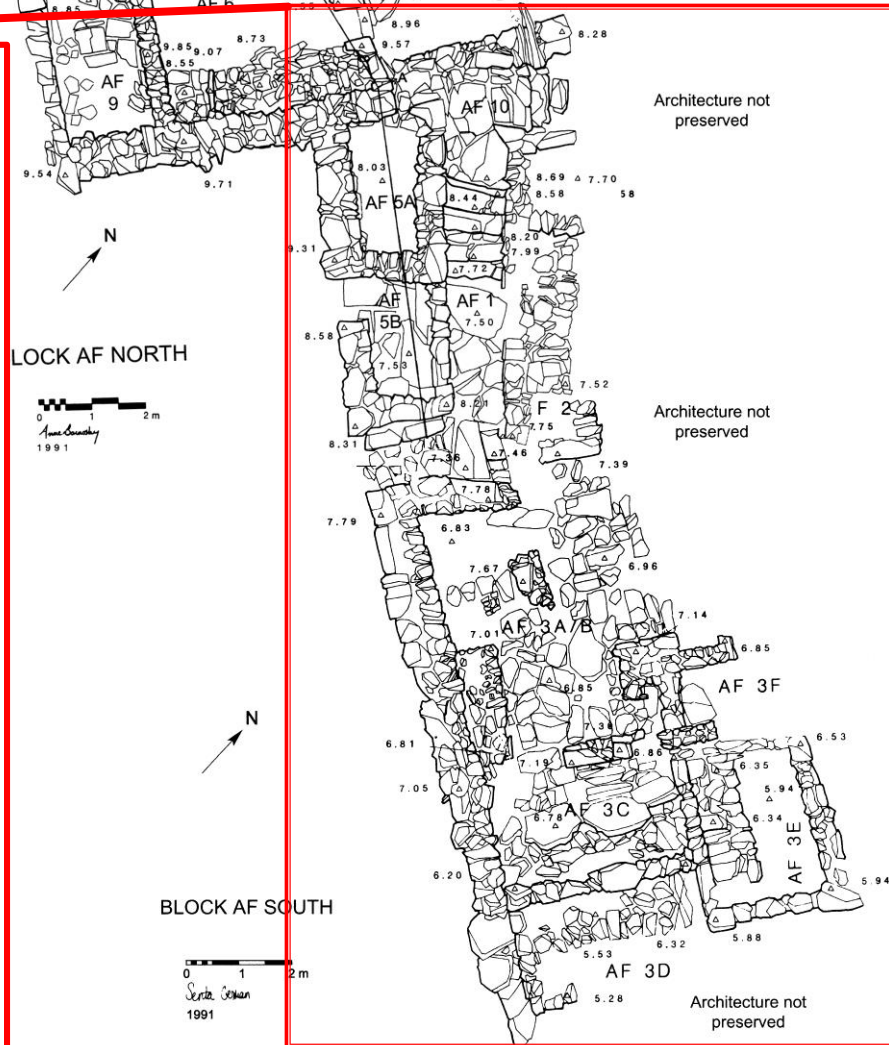 8.85
AF 6
8.96
9.57
8.28
9.85
9.07
8.73
8.55
AF
9
AF 10
Architecture not
preserved
9.54
9.71
8.03
AF 5A
8.44
8.69
7.70
8.58
58
N
9.31
8.20
7.99
7.72
AF
5B
AF 1
7.50
8.58
LOCK AF NORTH
7.53
7.52
0 1 2 m
1991
8.21
F 2
Architecture not
preserved
8.31
7.75
7.36
7.46
7.39
7.78
7.79
6.83
7.67
6.96
7.14
7.01
AF 3A/B
6.85
AF 3F
6.85
N
6.81
7.38
6.53
7.19
6.86
6.35
7.05
5.94
AF 3C
6.78
6.34
AF 3E
6.20
5.94
BLOCK AF SOUTH
5.88
5.53
6.32
AF 3D
0 1 2 m
5.28
Architecture not
preserved
1991